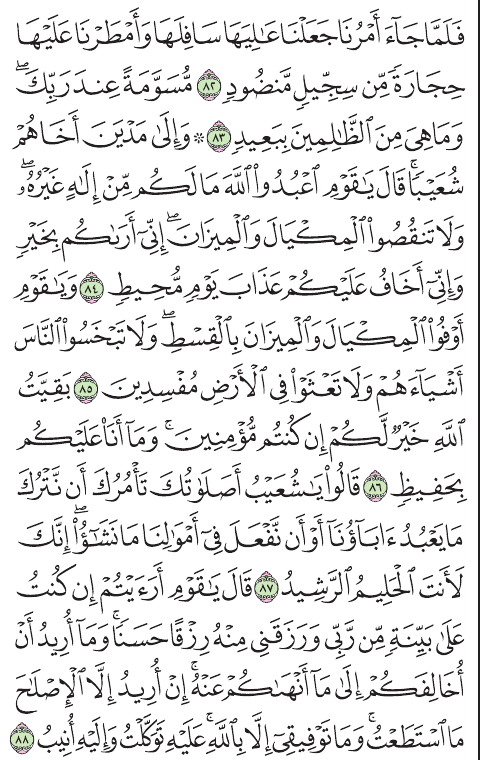 فَلَمَّا جَآءَ أَمْرُنَا جَعَلْنَا عَٰلِيَهَا سَافِلَهَا وَأَمْطَرْنَا عَلَيْهَا
حِجَارَةً مِّن سِجِّيلٍ مَّنضُودٍ ٨٢ مُّسَوَّمَةً عِندَ رَبِّكَۖ
وَمَا هِىَ مِنَ ٱلظَّٰلِمِينَ بِبَعِيدٍ ٨٣ ۞ وَإِلَىٰ مَدْيَنَ أَخَاهُمْ
شُعَيْبًاۚ قَالَ يَٰقَوْمِ ٱعْبُدُوا۟ ٱللَّهَ مَا لَكُم مِّنْ إِلَٰهٍ غَيْرُهُۥۖ
وَلَا تَنقُصُوا۟ ٱلْمِكْيَالَ وَٱلْمِيزَانَۖ إِنِّىٓ أَرَىٰكُم بِخَيْرٍ
وَإِنِّىٓ أَخَافُ عَلَيْكُمْ عَذَابَ يَوْمٍ مُّحِيطٍ ٨٤ وَيَٰقَوْمِ
أَوْفُوا۟ ٱلْمِكْيَالَ وَٱلْمِيزَانَ بِٱلْقِسْطِۖ وَلَا تَبْخَسُوا۟ ٱلنَّاسَ
أَشْيَآءَهُمْ وَلَا تَعْثَوْا۟ فِى ٱلْأَرْضِ مُفْسِدِينَ ٨٥ بَقِيَّتُ
ٱللَّهِ خَيْرٌ لَّكُمْ إِن كُنتُم مُّؤْمِنِينَۚ وَمَآ أَنَا۠ عَلَيْكُم
بِحَفِيظٍ ٨٦ قَالُوا۟ يَٰشُعَيْبُ أَصَلَوٰتُكَ تَأْمُرُكَ أَن نَّتْرُكَ
مَا يَعْبُدُ ءَابَآؤُنَآ أَوْ أَن نَّفْعَلَ فِىٓ أَمْوَٰلِنَا مَا نَشَٰٓؤُا۟ۖ إِنَّكَ
لَأَنتَ ٱلْحَلِيمُ ٱلرَّشِيدُ ٨٧ قَالَ يَٰقَوْمِ أَرَءَيْتُمْ إِن كُنتُ
عَلَىٰ بَيِّنَةٍ مِّن رَّبِّى وَرَزَقَنِى مِنْهُ رِزْقًا حَسَنًاۚ وَمَآ أُرِيدُ أَنْ
أُخَالِفَكُمْ إِلَىٰ مَآ أَنْهَىٰكُمْ عَنْهُۚ إِنْ أُرِيدُ إِلَّا ٱلْإِصْلَٰحَ
مَا ٱسْتَطَعْتُۚ وَمَا تَوْفِيقِىٓ إِلَّا بِٱللَّهِۚ عَلَيْهِ تَوَكَّلْتُ وَإِلَيْهِ أُنِيبُ ٨٨